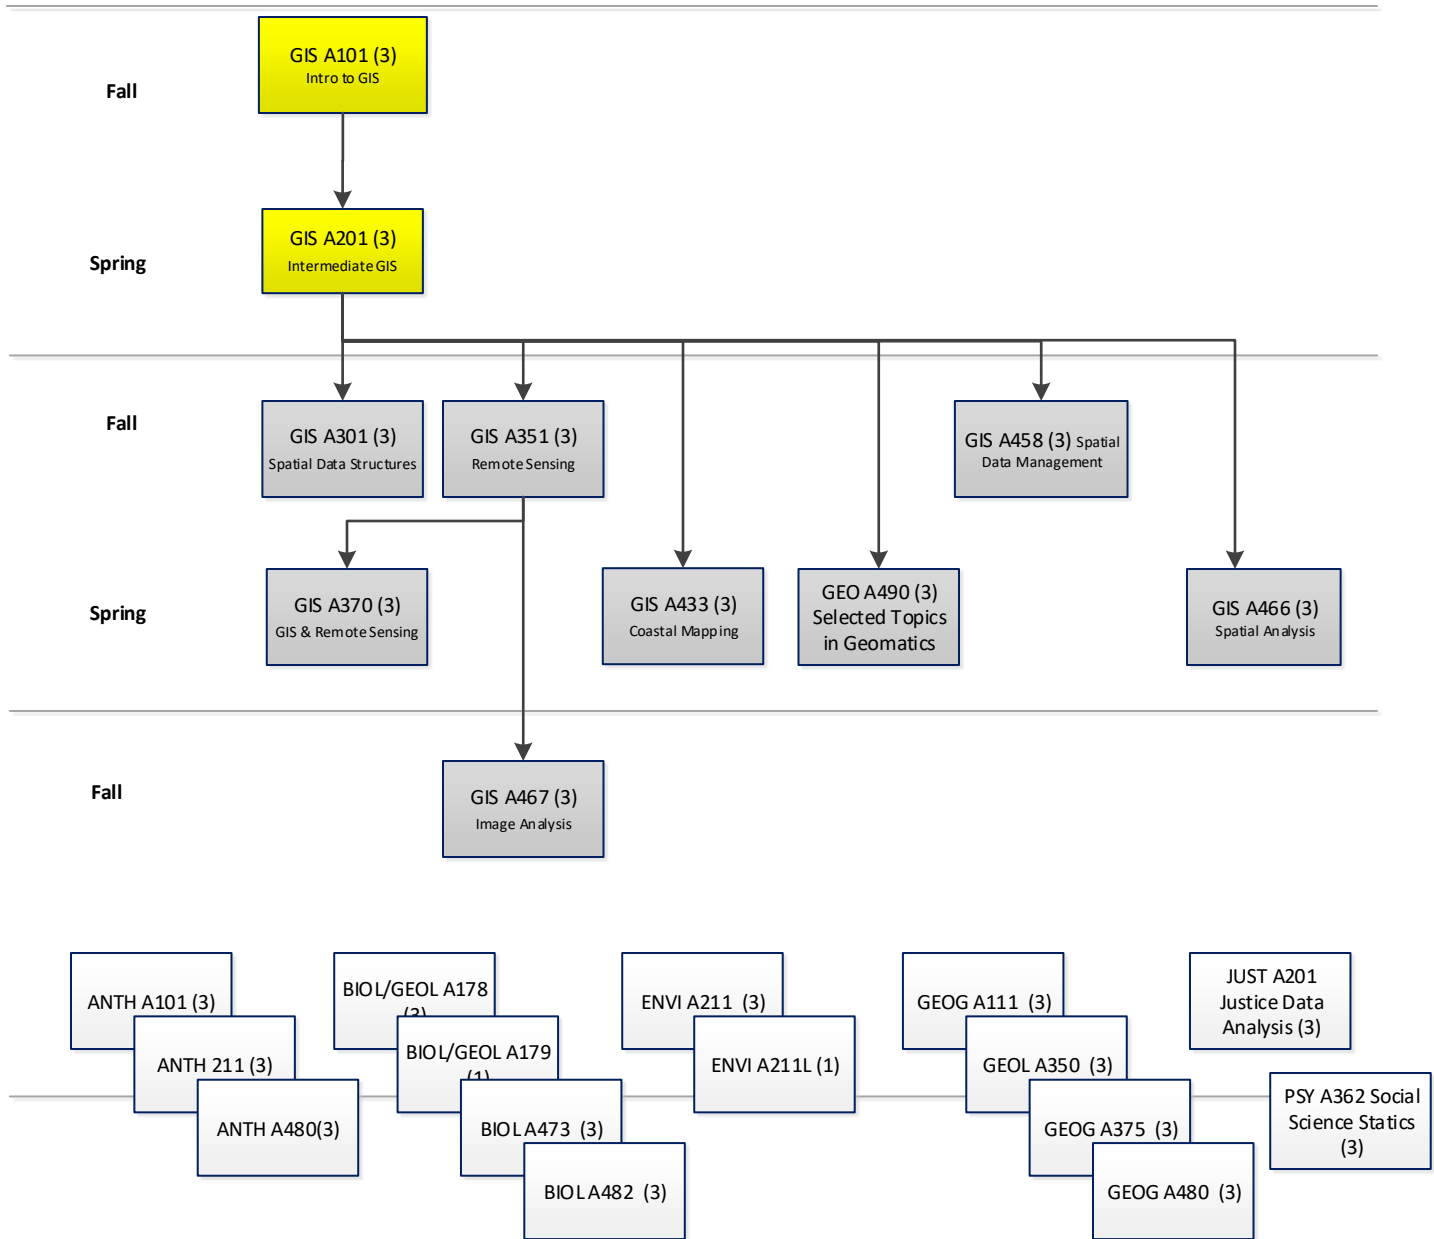 GIS A101 (3)
Intro to GIS
Fall
GIS A201 (3)
Intermediate GIS
Spring
Fall
GIS A301 (3)
Spatial Data Structures
GIS A351 (3)
Remote Sensing
GIS A458 (3) Spatial
Data Management
Spring
GIS A370 (3)
GIS & Remote Sensing
GIS A433 (3)
Coastal Mapping
GEO A490 (3)
Selected Topics
in Geomatics
GIS A466 (3)
Spatial Analysis
Fall
GIS A467 (3)
Image Analysis
ANTH A101 (3)
ANTH 211 (3)
ANTH A480(3)
BIOL/GEOL A178
(3)
BIOL/GEOL A179
(1)
BIOL A473 (3)
BIOL A482 (3)
ENVI A211 (3)
ENVI A211L (1)
GEOG A111 (3)
GEOL A350 (3)
GEOG A375 (3)
GEOG A480 (3)
JUST A201
Justice Data
Analysis (3)
PSY A362 Social
Science Statics
(3)